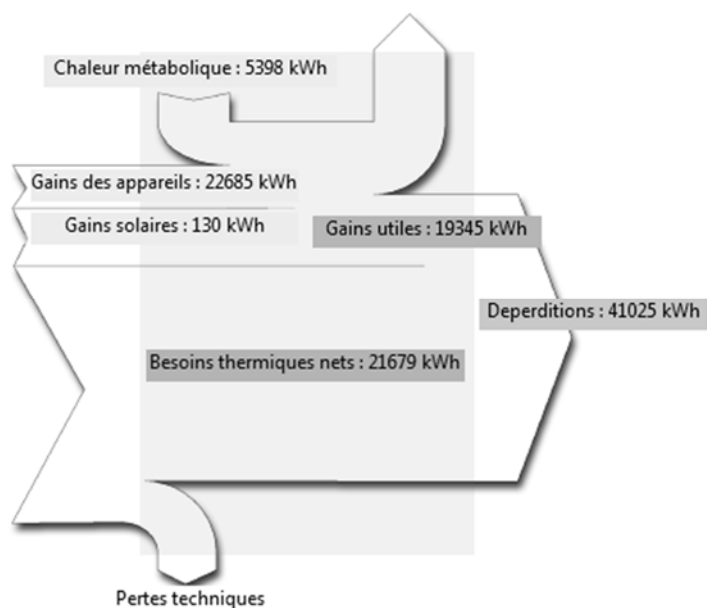 Chaleur métabolique : 5398 kWh
Gains des appareils : 22685 kWh
Gains solaires : 130 kWh
Gains utiles : 19345 kWh
Deperditions : 41025 kWh
Besoins thermiques nets : 21679 kWh
Pertes techniques